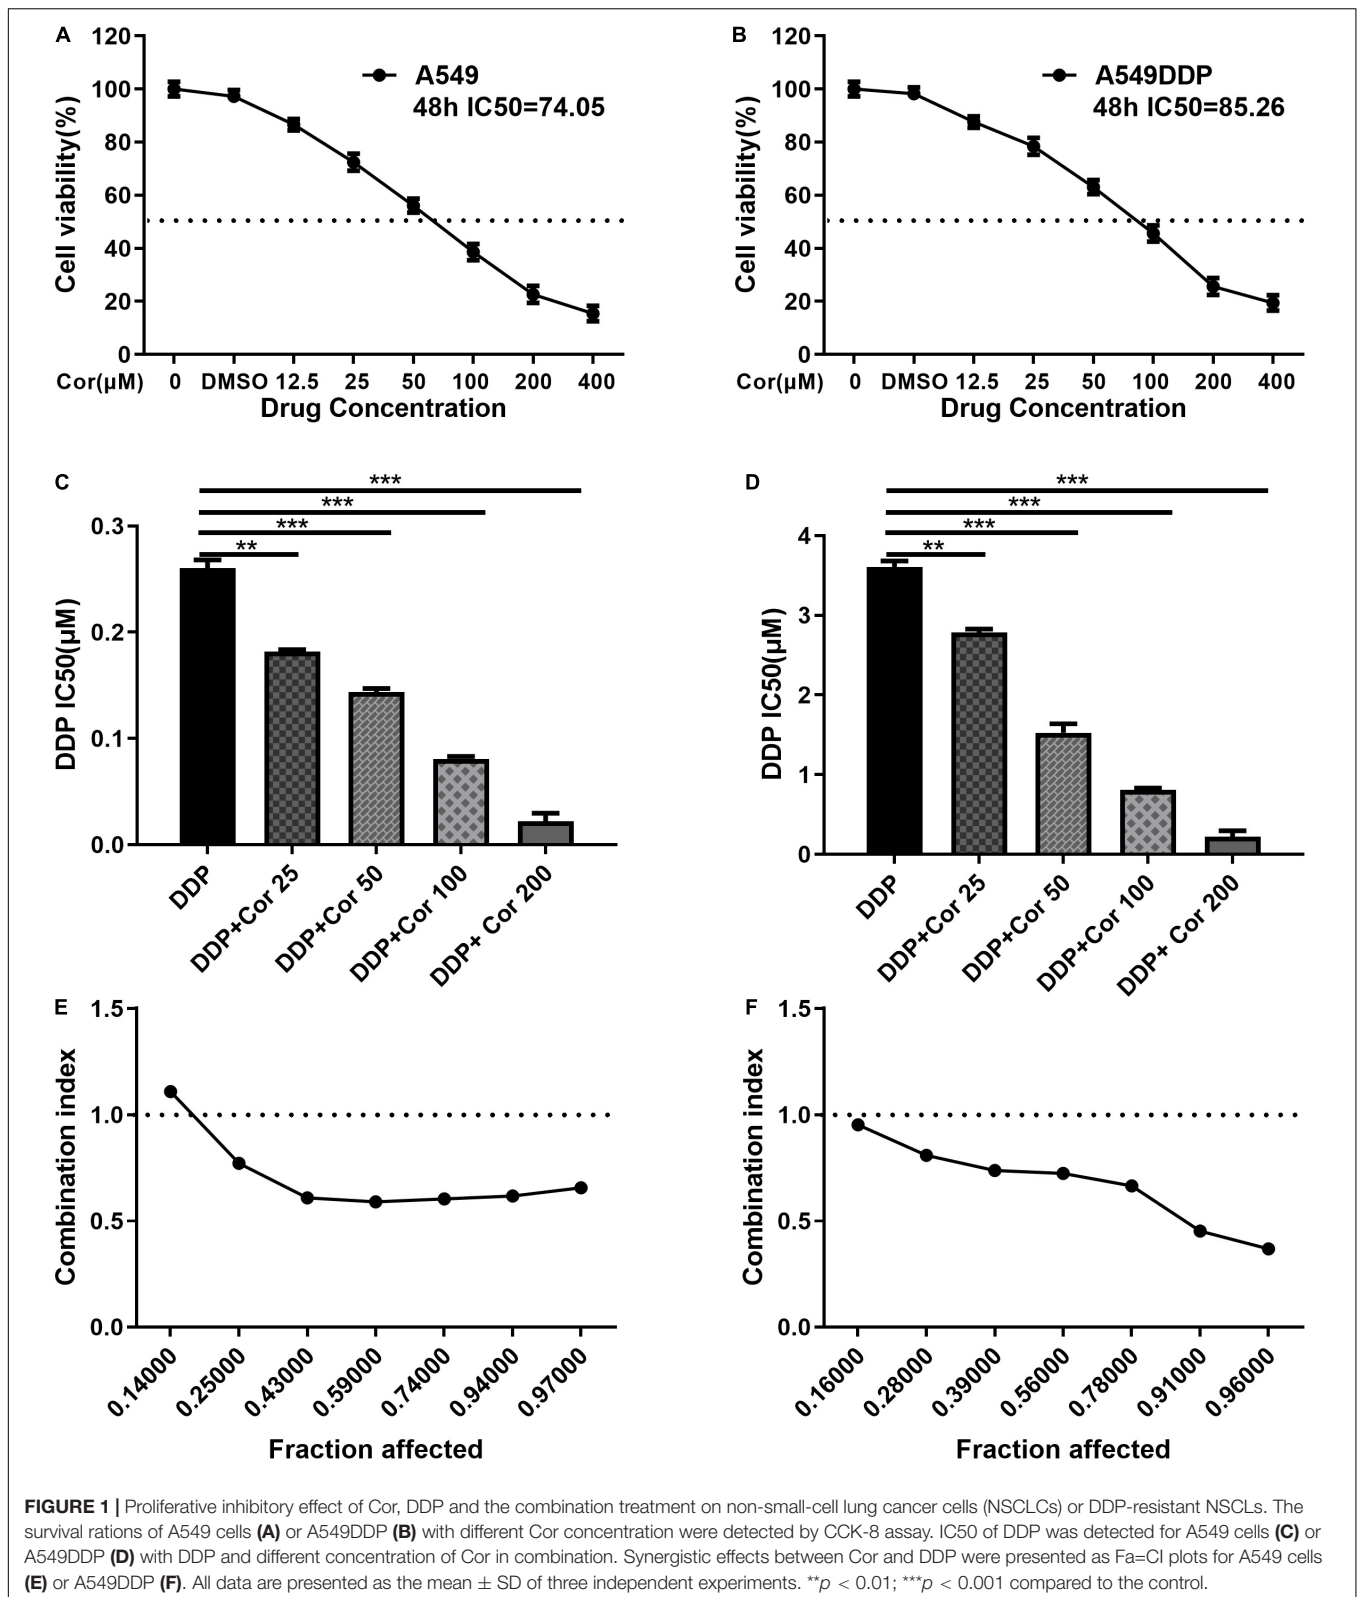 A
120
100
80
60
40
20
0
Cell viability(%)
A549
48h IC50=74.05
Cor(μM) 0 DMSO 12.5 25 50 100 200 400
Drug Concentration
B
120
100
80
60
40
20
0
Cell viability(%)
A549DDP
48h IC50=85.26
Cor(μM) 0 DMSO 12.5 25 50 100 200 400
Drug Concentration
C
***
***
***
**
0.3
0.2
0.1
0.0
DDP IC50(μM)
DDP
DDP+Cor 25
DDP+Cor 50
DDP+Cor 100
DDP+ Cor 200
D
***
***
***
**
4
3
2
1
0
DDP IC50(μM)
DDP
DDP+Cor 25
DDP+Cor 50
DDP+Cor 100
DDP+ Cor 200
E
1.5
1.0
0.5
0.0
Combination index
0.14000
0.25000
0.43000
0.59000
0.74000
0.94000
0.97000
Fraction affected
F
1.5
1.0
0.5
0.0
Combination index
0.16000
0.28000
0.39000
0.56000
0.78000
0.91000
0.96000
Fraction affected
FIGURE 1 | Proliferative inhibitory effect of Cor, DDP and the combination treatment on non-small-cell lung cancer cells (NSCLCs) or DDP-resistant NSCLs. The
survival rations of A549 cells (A) or A549DDP (B) with different Cor concentration were detected by CCK-8 assay. IC50 of DDP was detected for A549 cells (C) or
A549DDP (D) with DDP and different concentration of Cor in combination. Synergistic effects between Cor and DDP were presented as Fa=CI plots for A549 cells
(E) or A549DDP (F). All data are presented as the mean ± SD of three independent experiments. **p < 0.01; ***p < 0.001 compared to the control.